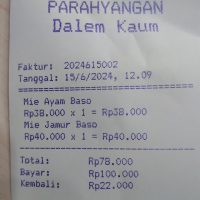 PARAHYANGAN
Dalem Kaum
Faktur: 2024615002
Tanggal: 15/6/2024, 12.09
==============================
Mie Ayam Baso
Rp38.000 x 1 = Rp38.000
Mie Jamur Baso
Rp40.000 x 1 = Rp40.000
------------------------------
Total: Rp78.000
Bayar: Rp100.000
Kembali: Rp22.000